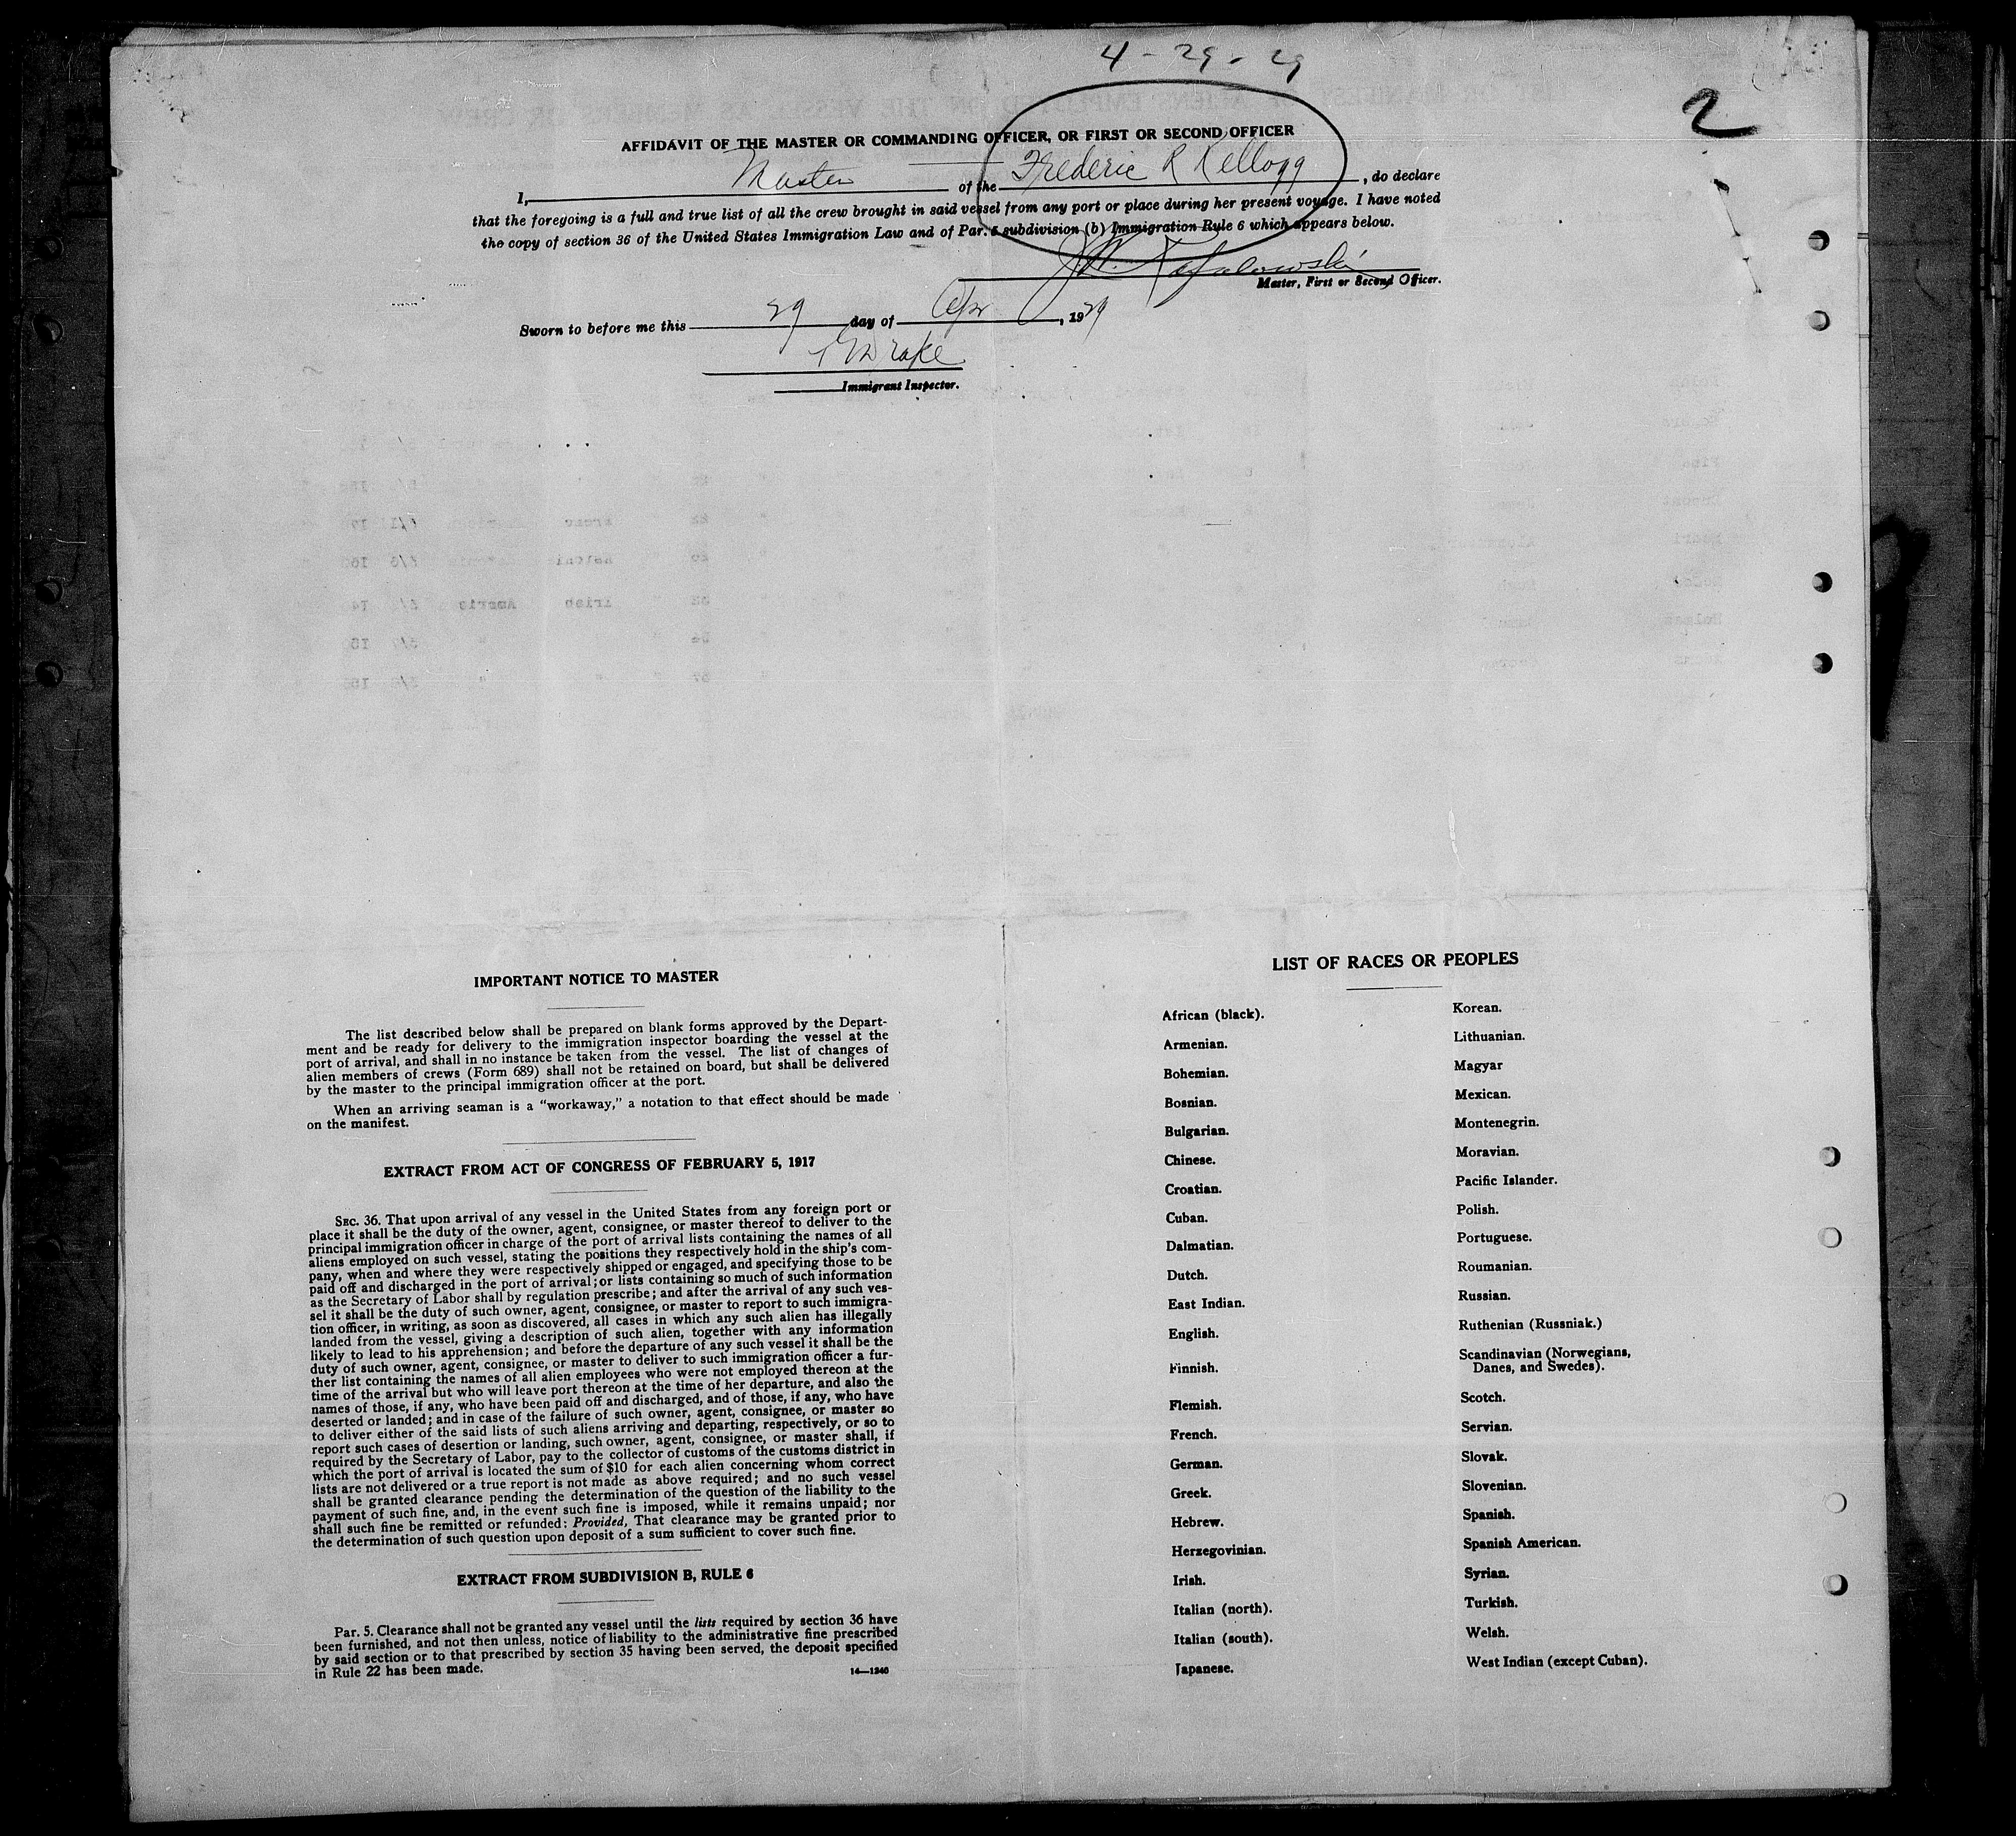 4-29-29
2
AFFIDAVIT OF THE MASTER OR COMMANDING OFFICER, OR FIRST OR SECOND OFFICER
I, Master of the Frederic R Kellogg, do declare
that the foregoing is a full and true list of all the crew brought in said vessel from any port or place during her present voyage. I have noted
the copy of section 36 of the United States Immigration Law and of Par. 5 subdivision (b) Immigration Rule 6 which appears below.
Master, First or Second Officer.
Sworn to before me this 29 day of Apr, 1929
Drake
Immigrant Inspector.
IMPORTANT NOTICE TO MASTER
The list described below shall be prepared on blank forms approved by the Depart-
ment and be ready for delivery to the immigration inspector boarding the vessel at the
port of arrival, and shall in no instance be taken from the vessel. The list of changes of
alien members of crews (Form 689) shall not be retained on board, but shall be delivered
by the master to the principal immigration officer at the port.
When an arriving seaman is a "workaway," a notation to that effect should be made
on the manifest.
EXTRACT FROM ACT OF CONGRESS OF FEBRUARY 5, 1917
SEC. 36. That upon arrival of any vessel in the United States from any foreign port or
place it shall be the duty of the owner, agent, consignee, or master thereof to deliver to the
principal immigration officer in charge of the port of arrival lists containing the names of all
aliens employed on such vessel, stating the positions they respectively hold in the ship's com-
pany, when and where they were respectively shipped or engaged, and specifying those to be
paid off and discharged in the port of arrival; or lists containing so much of such information
as the Secretary of Labor shall by regulation prescribe; and after the arrival of any such ves-
sel it shall be the duty of such owner, agent, consignee, or master to report to such immigra-
tion officer, in writing, as soon as discovered, all cases in which any such alien has illegally
landed from the vessel, giving a description of such alien, together with any information
likely to lead to his apprehension; and before the departure of any such vessel it shall be the
duty of such owner, agent, consignee, or master to deliver to such immigration officer a fur-
ther list containing the names of all alien employees who were not employed thereon at the
time of the arrival but who will leave port thereon at the time of her departure, and also the
names of those, if any, who have been paid off and discharged, and of those, if any, who have
deserted or landed; and in case of the failure of such owner, agent, consignee, or master so
to deliver either of the said lists of such aliens arriving and departing, respectively, or so to
report such cases of desertion or landing, such owner, agent, consignee, or master shall, if
required by the Secretary of Labor, pay to the collector of customs of the customs district in
which the port of arrival is located the sum of $10 for each alien concerning whom correct
lists are not delivered or a true report is not made as above required; and no such vessel
shall be granted clearance pending the determination of the question of the liability to the
payment of such fine, and, in the event such fine is imposed, while it remains unpaid; nor
shall such fine be remitted or refunded: Provided, That clearance may be granted prior to
the determination of such question upon deposit of a sum sufficient to cover such fine.
EXTRACT FROM SUBDIVISION B, RULE 6
Par. 5. Clearance shall not be granted any vessel until the lists required by section 36 have
been furnished, and not then unless, notice of liability to the administrative fine prescribed
by said section or to that prescribed by section 35 having been served, the deposit specified
in Rule 22 has been made.
14—1240
LIST OF RACES OR PEOPLES
African (black).
Armenian.
Bohemian.
Bosnian.
Bulgarian.
Chinese.
Croatian.
Cuban.
Dalmatian.
Dutch.
East Indian.
English.
Finnish.
Flemish.
French.
German.
Greek.
Hebrew.
Herzegovinian.
Irish.
Italian (north).
Italian (south).
Japanese.
Korean.
Lithuanian.
Magyar
Mexican.
Montenegrin.
Moravian.
Pacific Islander.
Polish.
Portuguese.
Roumanian.
Russian.
Ruthenian (Russniak.)
Scandinavian (Norwegians,
Danes, and Swedes).
Scotch.
Servian.
Slovak.
Slovenian.
Spanish.
Spanish American.
Syrian.
Turkish.
Welsh.
West Indian (except Cuban).